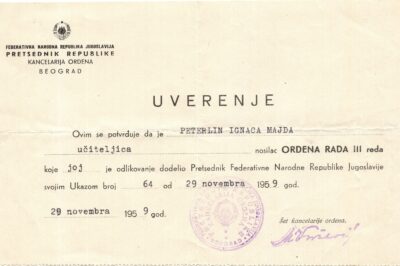 FEDERATIVNA NARODNA REPUBLIKA JUGOSLAVIJA
PRETSEDNIK REPUBLIKE
KANCELARIJA ORDENA
BEOGRAD
UVERENJE
Ovim se potvrđuje da je PETERLIN IGNACA MAJDA
učiteljica nosilac ORDENA RADA III reda
koje joj je odlikovanje dodelio Pretsednik Federativne Narodne Republike Jugoslavije
svojim Ukazom broj 64 od 29 novembra 1959 god.
29 novembra 1959 god.
Šef kancelarije ordena,